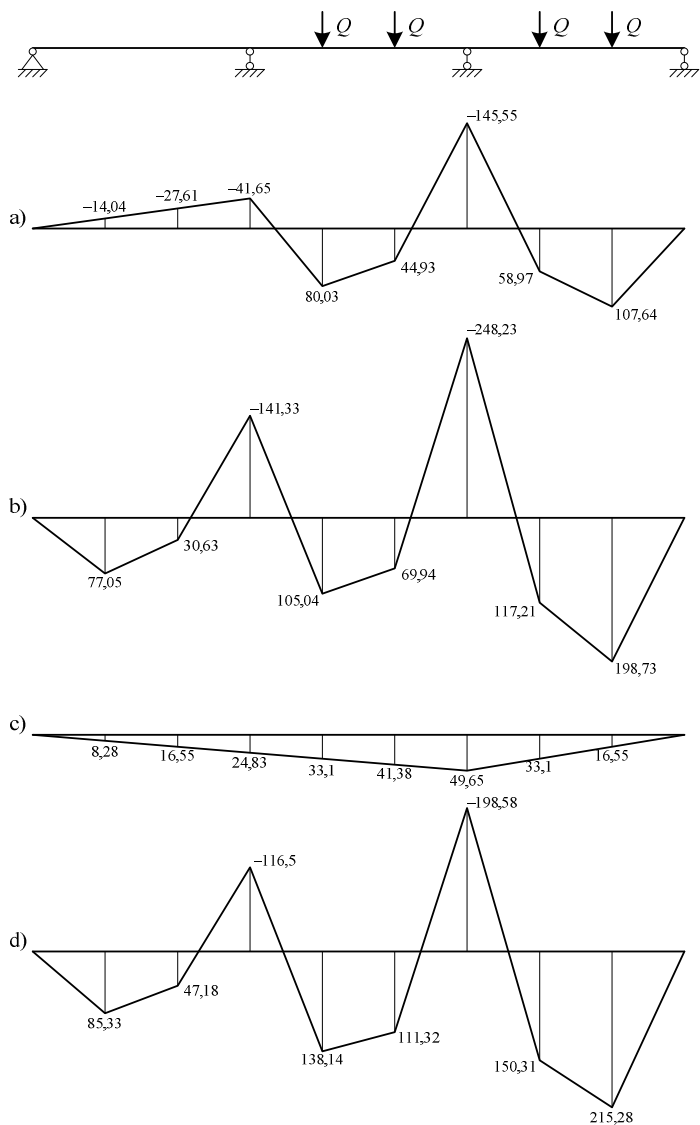 Q Q Q Q
–145,55
–14,04 –27,61 –41,65
a)
80,03 44,93 58,97 107,64
–248,23
–141,33
b)
77,05 30,63 105,04 69,94 117,21 198,73
c)
8,28 16,55 24,83 33,1 41,38 49,65 33,1 16,55
–198,58
–116,5
d)
85,33 47,18 138,14 111,32 150,31 215,28